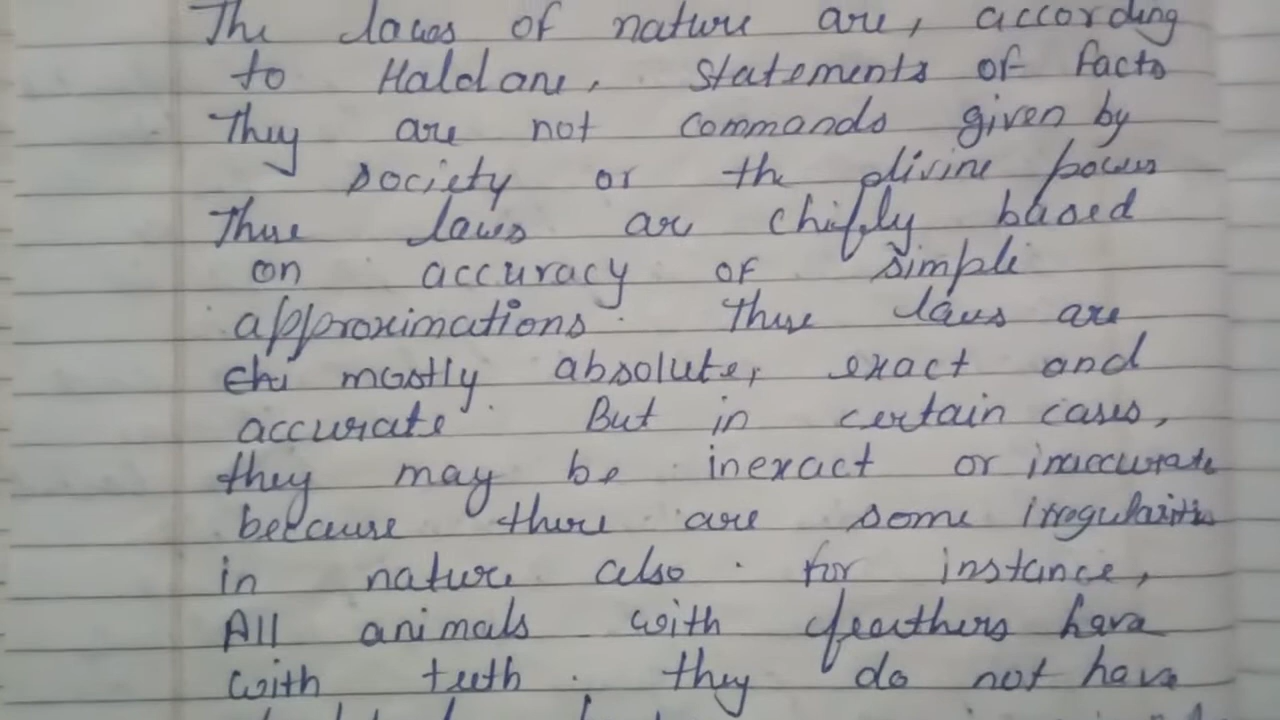 The laws of nature are, according
to Haldane, Statements of facts
They are not commands given by
society or the divine power
These laws are chiefly based
on accuracy of simple
approximations. These laws are
chi mostly absolute, exact and
accurate. But in certain cases,
they may be inexact or inaccurate
because there are some irregularities
in nature also. for instance,
All animals with feathers have
with teeth. they do not have